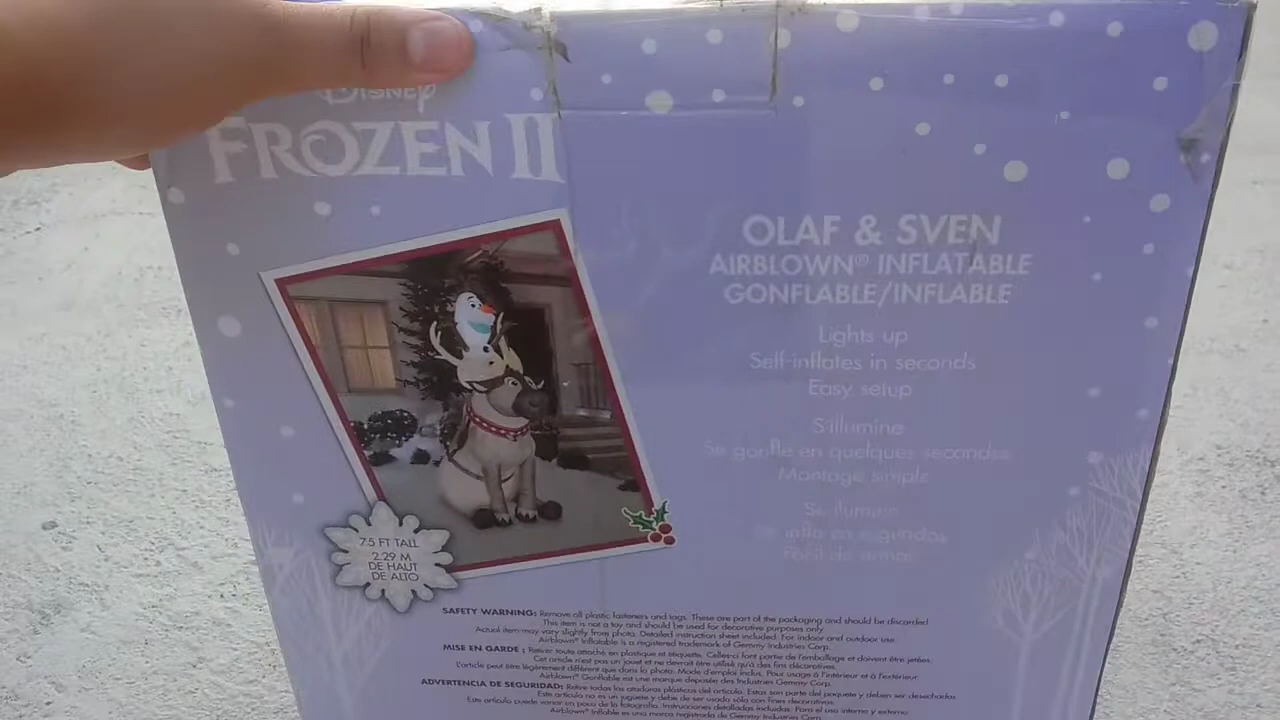 DISNEY
FROZEN II
OLAF & SVEN
AIRBLOWN® INFLATABLE
GONFLABLE/INFLABLE
Lights up
Self-inflates in seconds
Easy setup
S'illumine
Se gonfle en quelques secondes
Montage simple
Se ilumina
Se infla en segundos
Fácil de armar
7.5 FT TALL
2.29 M
DE HAUT
DE ALTO
SAFETY WARNING: Remove all plastic fasteners and tags. These are part of the packaging and should be discarded.
This item is not a toy and should be used for decorative purposes only.
Actual item may vary slightly from photo. Detailed instruction sheet included. For indoor and outdoor use.
Airblown® Inflatable is a registered trademark of Gemmy Industries Corp.
MISE EN GARDE : Retirer toute attache en plastique et étiquette. Celles-ci font partie de l'emballage et doivent être jetées.
Cet article n'est pas un jouet et ne devrait être utilisé qu'à des fins décoratives.
L'article peut être légèrement différent que dans la photo. Mode d'emploi inclus. Pour usage à l'intérieur et à l'extérieur.
Airblown® Gonflable est une marque déposée des Industries Gemmy Corp.
ADVERTENCIA DE SEGURIDAD: Retire todas las ataduras plásticas del artículo. Estas son parte del paquete y deben ser desechadas.
Este artículo no es un juguete y debe de ser usado sólo con fines decorativos.
Este artículo puede variar un poco de la fotografía. Instrucciones detalladas incluidas. Para el uso interno y externo.
Airblown® Inflable es una marca registrada de Gemmy Industries Corp.